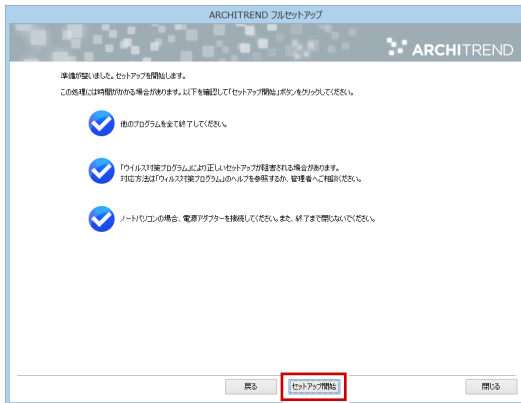 ARCHITREND フルセットアップ
ARCHITREND
準備が整いました。セットアップを開始します。
この処理には時間がかかる場合があります。以下を確認して「セットアップ開始」ボタンをクリックしてください。
他のプログラムを全て終了してください。
「ウイルス対策プログラム」により正しいセットアップが阻害される場合があります。
対応方法は「ウィルス対策プログラム」のヘルプを参照するか、管理者へご相談ください。
ノートパソコンの場合、電源アダプターを接続してください。また、終了まで閉じないでください。
戻る
セットアップ開始
閉じる